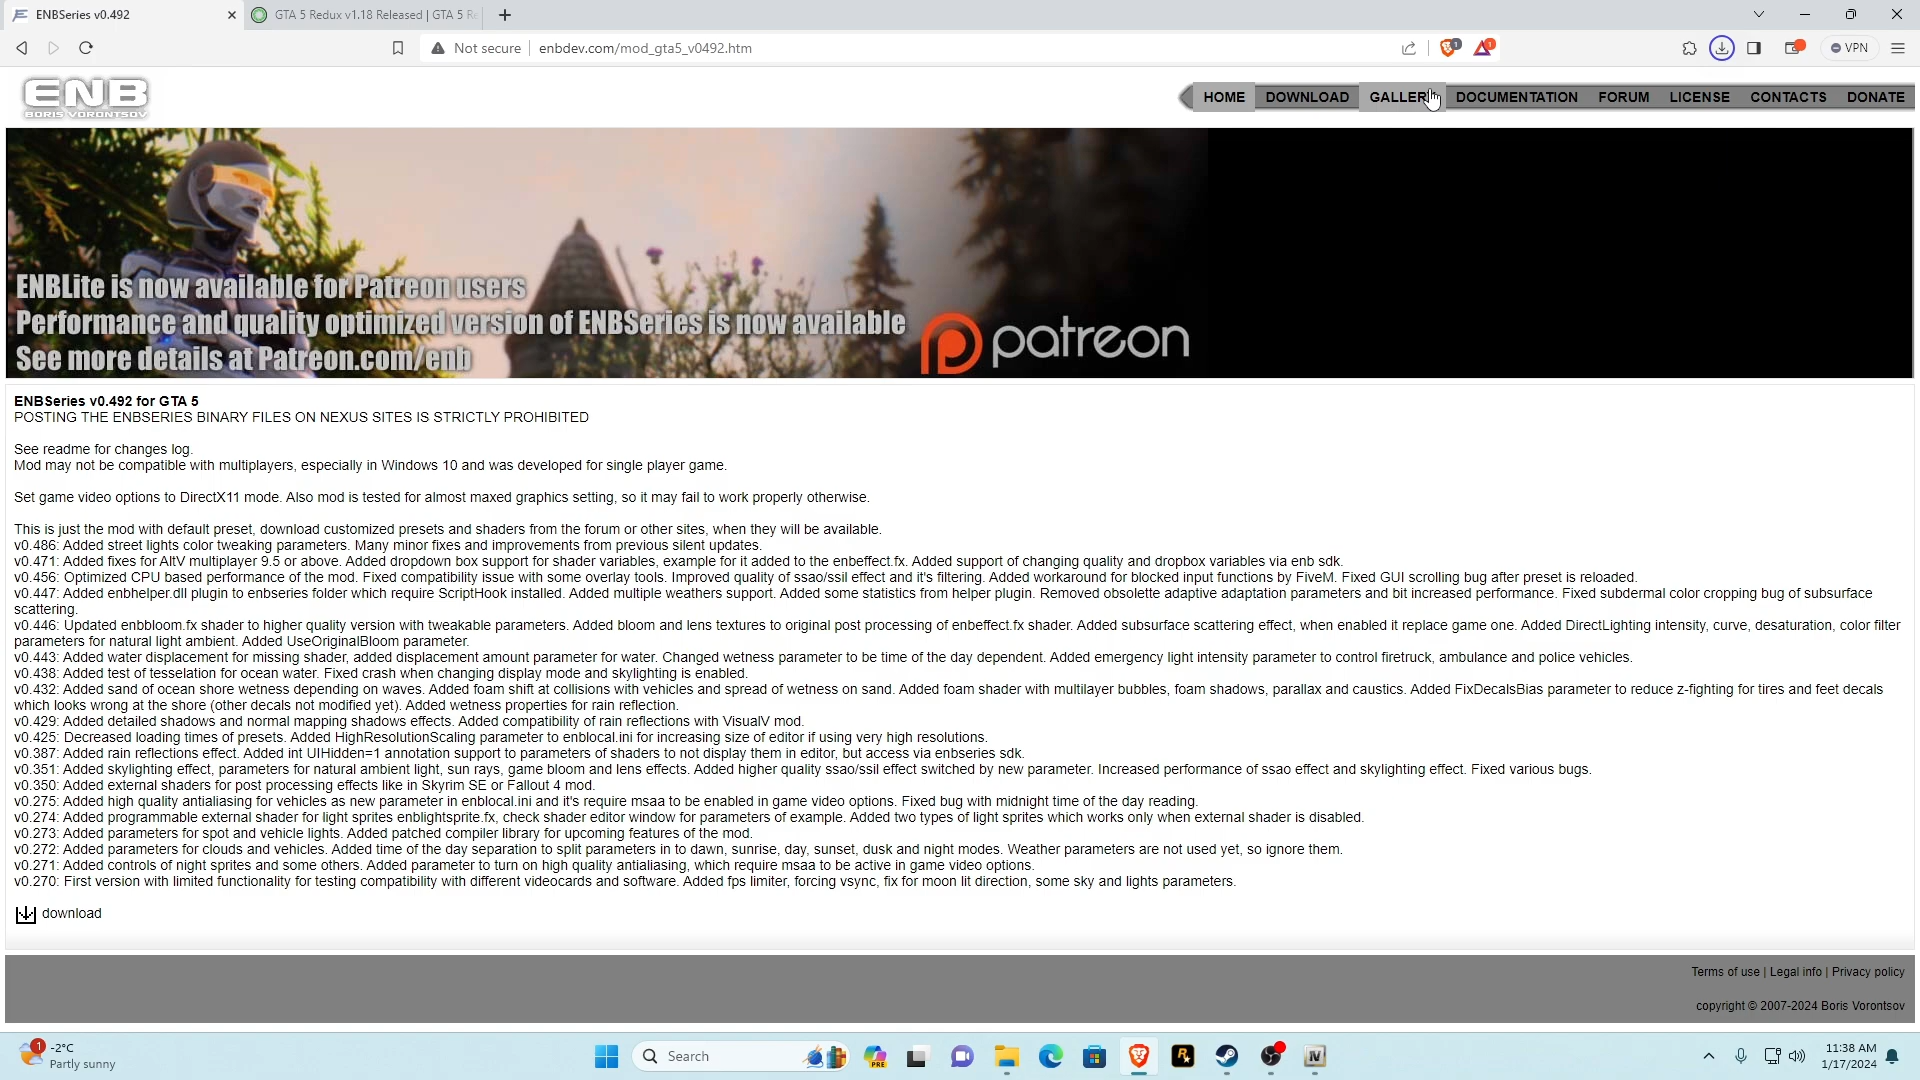 ENBSeries v0.492
GTA 5 Redux v1.18 Released | GTA 5 R
Not secure
enbdev.com/mod_gta5_v0492.htm
1
1
VPN
ENB
BORIS VORONTSOV
HOME DOWNLOAD GALLERY DOCUMENTATION FORUM LICENSE CONTACTS DONATE
ENBLite is now available for Patreon users
Performance and quality optimized version of ENBSeries is now available
See more details at Patreon.com/enb
patreon
ENBSeries v0.492 for GTA 5
POSTING THE ENBSERIES BINARY FILES ON NEXUS SITES IS STRICTLY PROHIBITED
See readme for changes log.
Mod may not be compatible with multiplayers, especially in Windows 10 and was developed for single player game.
Set game video options to DirectX11 mode. Also mod is tested for almost maxed graphics setting, so it may fail to work properly otherwise.
This is just the mod with default preset, download customized presets and shaders from the forum or other sites, when they will be available.
v0.486: Added street lights color tweaking parameters. Many minor fixes and improvements from previous silent updates.
v0.471: Added fixes for AltV multiplayer 9.5 or above. Added dropdown box support for shader variables, example for it added to the enbeffect.fx. Added support of changing quality and dropbox variables via enb sdk.
v0.456: Optimized CPU based performance of the mod. Fixed compatibility issue with some overlay tools. Improved quality of ssao/ssil effect and it's filtering. Added workaround for blocked input functions by FiveM. Fixed GUI scrolling bug after preset is reloaded.
v0.447: Added enbhelper.dll plugin to enbseries folder which require ScriptHook installed. Added multiple weathers support. Added some statistics from helper plugin. Removed obsolette adaptive adaptation parameters and bit increased performance. Fixed subdermal color cropping bug of subsurface
scattering.
v0.446: Updated enbbloom.fx shader to higher quality version with tweakable parameters. Added bloom and lens textures to original post processing of enbeffect.fx shader. Added subsurface scattering effect, when enabled it replace game one. Added DirectLighting intensity, curve, desaturation, color filter
parameters for natural light ambient. Added UseOriginalBloom parameter.
v0.443: Added water displacement for missing shader, added displacement amount parameter for water. Changed wetness parameter to be time of the day dependent. Added emergency light intensity parameter to control firetruck, ambulance and police vehicles.
v0.438: Added test of tesselation for ocean water. Fixed crash when changing display mode and skylighting is enabled.
v0.432: Added sand of ocean shore wetness depending on waves. Added foam shift at collisions with vehicles and spread of wetness on sand. Added foam shader with multilayer bubbles, foam shadows, parallax and caustics. Added FixDecalsBias parameter to reduce z-fighting for tires and feet decals
which looks wrong at the shore (other decals not modified yet). Added wetness properties for rain reflection.
v0.429: Added detailed shadows and normal mapping shadows effects. Added compatibility of rain reflections with VisualV mod.
v0.425: Decreased loading times of presets. Added HighResolutionScaling parameter to enblocal.ini for increasing size of editor if using very high resolutions.
v0.387: Added rain reflections effect. Added int UIHidden=1 annotation support to parameters of shaders to not display them in editor, but access via enbseries sdk.
v0.351: Added skylighting effect, parameters for natural ambient light, sun rays, game bloom and lens effects. Added higher quality ssao/ssil effect switched by new parameter. Increased performance of ssao effect and skylighting effect. Fixed various bugs.
v0.350: Added external shaders for post processing effects like in Skyrim SE or Fallout 4 mod.
v0.275: Added high quality antialiasing for vehicles as new parameter in enblocal.ini and it's require msaa to be enabled in game video options. Fixed bug with midnight time of the day reading.
v0.274: Added programmable external shader for light sprites enblightsprite.fx, check shader editor window for parameters of example. Added two types of light sprites which works only when external shader is disabled.
v0.273: Added parameters for spot and vehicle lights. Added patched compiler library for upcoming features of the mod.
v0.272: Added parameters for clouds and vehicles. Added time of the day separation to split parameters in to dawn, sunrise, day, sunset, dusk and night modes. Weather parameters are not used yet, so ignore them.
v0.271: Added controls of night sprites and some others. Added parameter to turn on high quality antialiasing, which require msaa to be active in game video options.
v0.270: First version with limited functionality for testing compatibility with different videocards and software. Added fps limiter, forcing vsync, fix for moon lit direction, some sky and lights parameters.
download
Terms of use | Legal info | Privacy policy
copyright © 2007-2024 Boris Vorontsov
1
-2°C
Partly sunny
Search
PRE
R
IV
11:38 AM
1/17/2024